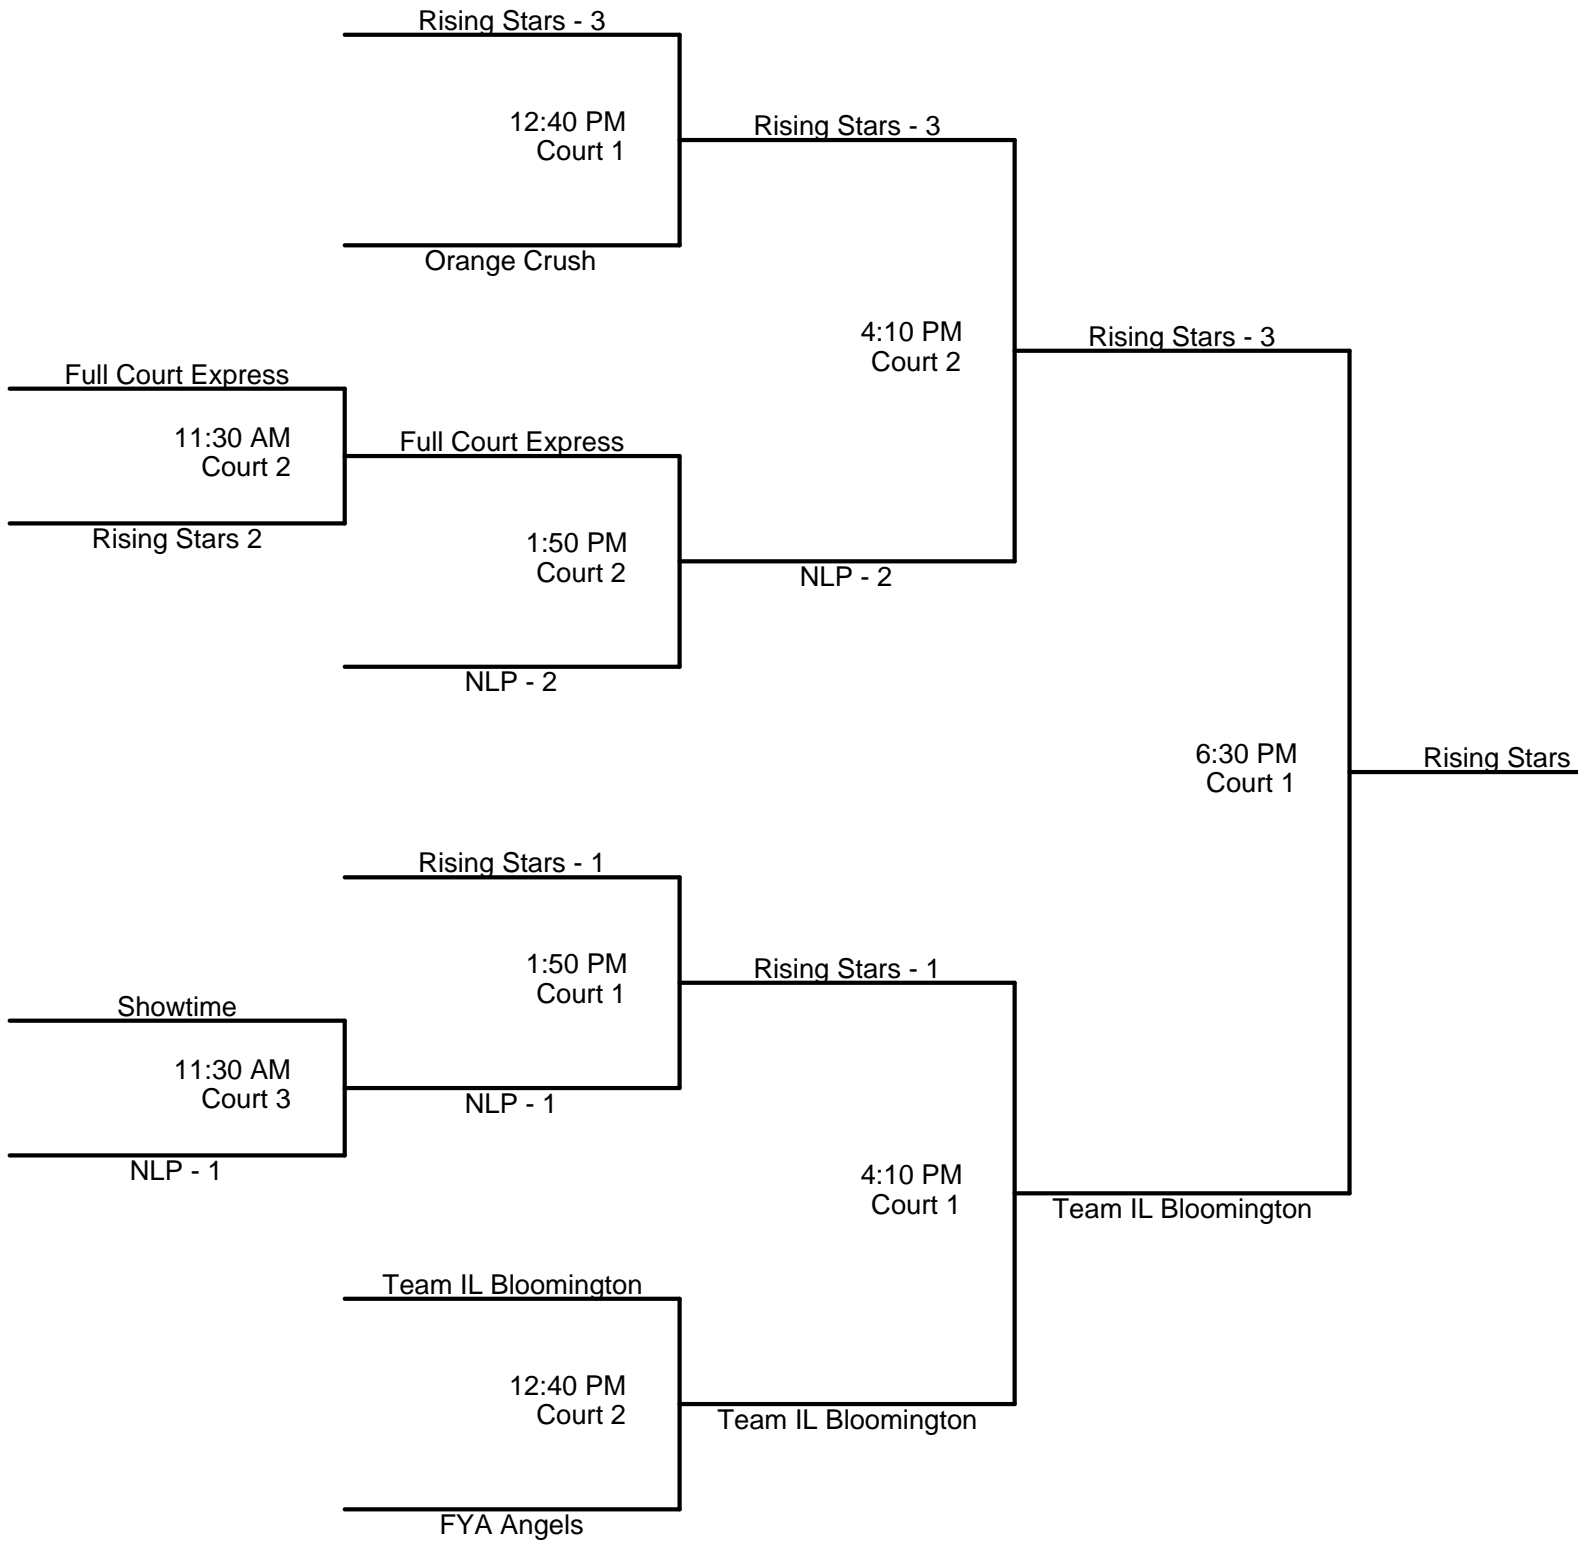 Rising Stars - 3
12:40 PM
Court 1
Rising Stars - 3
Orange Crush
4:10 PM
Court 2
Rising Stars - 3
Full Court Express
11:30 AM
Court 2
Full Court Express
Rising Stars 2
1:50 PM
Court 2
NLP - 2
NLP - 2
6:30 PM
Court 1
Rising Stars
Rising Stars - 1
1:50 PM
Court 1
Rising Stars - 1
Showtime
11:30 AM
Court 3
NLP - 1
NLP - 1
4:10 PM
Court 1
Team IL Bloomington
Team IL Bloomington
12:40 PM
Court 2
Team IL Bloomington
FYA Angels